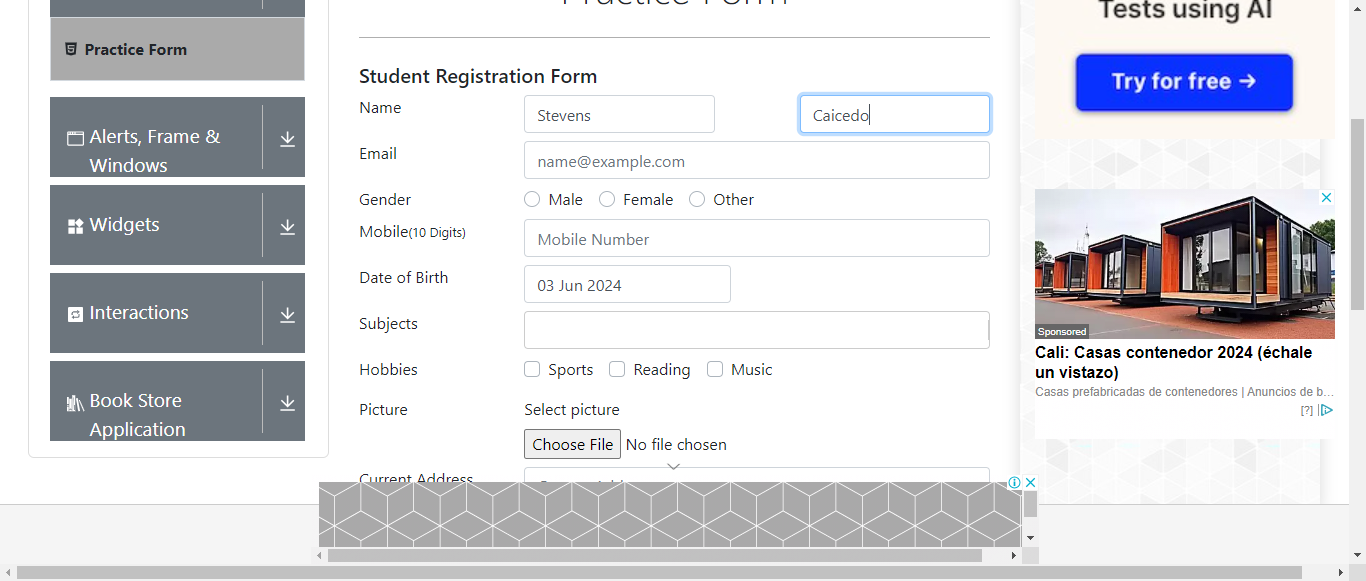 Practice Form
Tests using AI
Try for free →
Practice Form
Alerts, Frame &
Windows
Widgets
Interactions
Book Store
Application
Student Registration Form
Name
Stevens
Caicedo
Email
name@example.com
Gender
Male
Female
Other
Mobile(10 Digits)
Mobile Number
Date of Birth
03 Jun 2024
Subjects
Hobbies
Sports
Reading
Music
Picture
Select picture
Choose File
No file chosen
Current Address
Sponsored
Cali: Casas contenedor 2024 (échale
un vistazo)
Casas prefabricadas de contenedores | Anuncios de b...
[?]